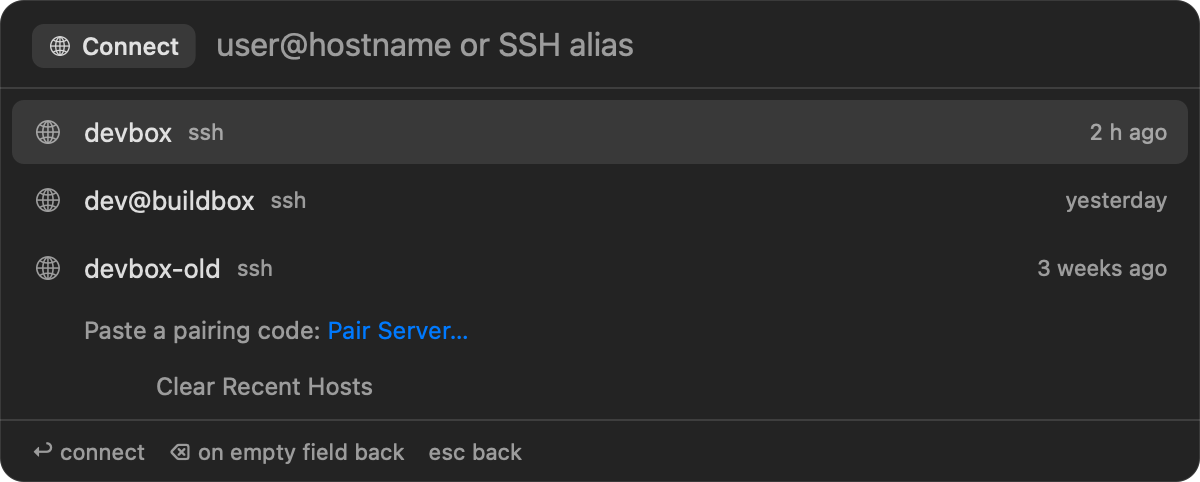 Connect user@hostname or SSH alias
devbox ssh 2 h ago
dev@buildbox ssh yesterday
devbox-old ssh 3 weeks ago
Paste a pairing code: Pair Server...
Clear Recent Hosts
↩ connect ⌫ on empty field back esc back